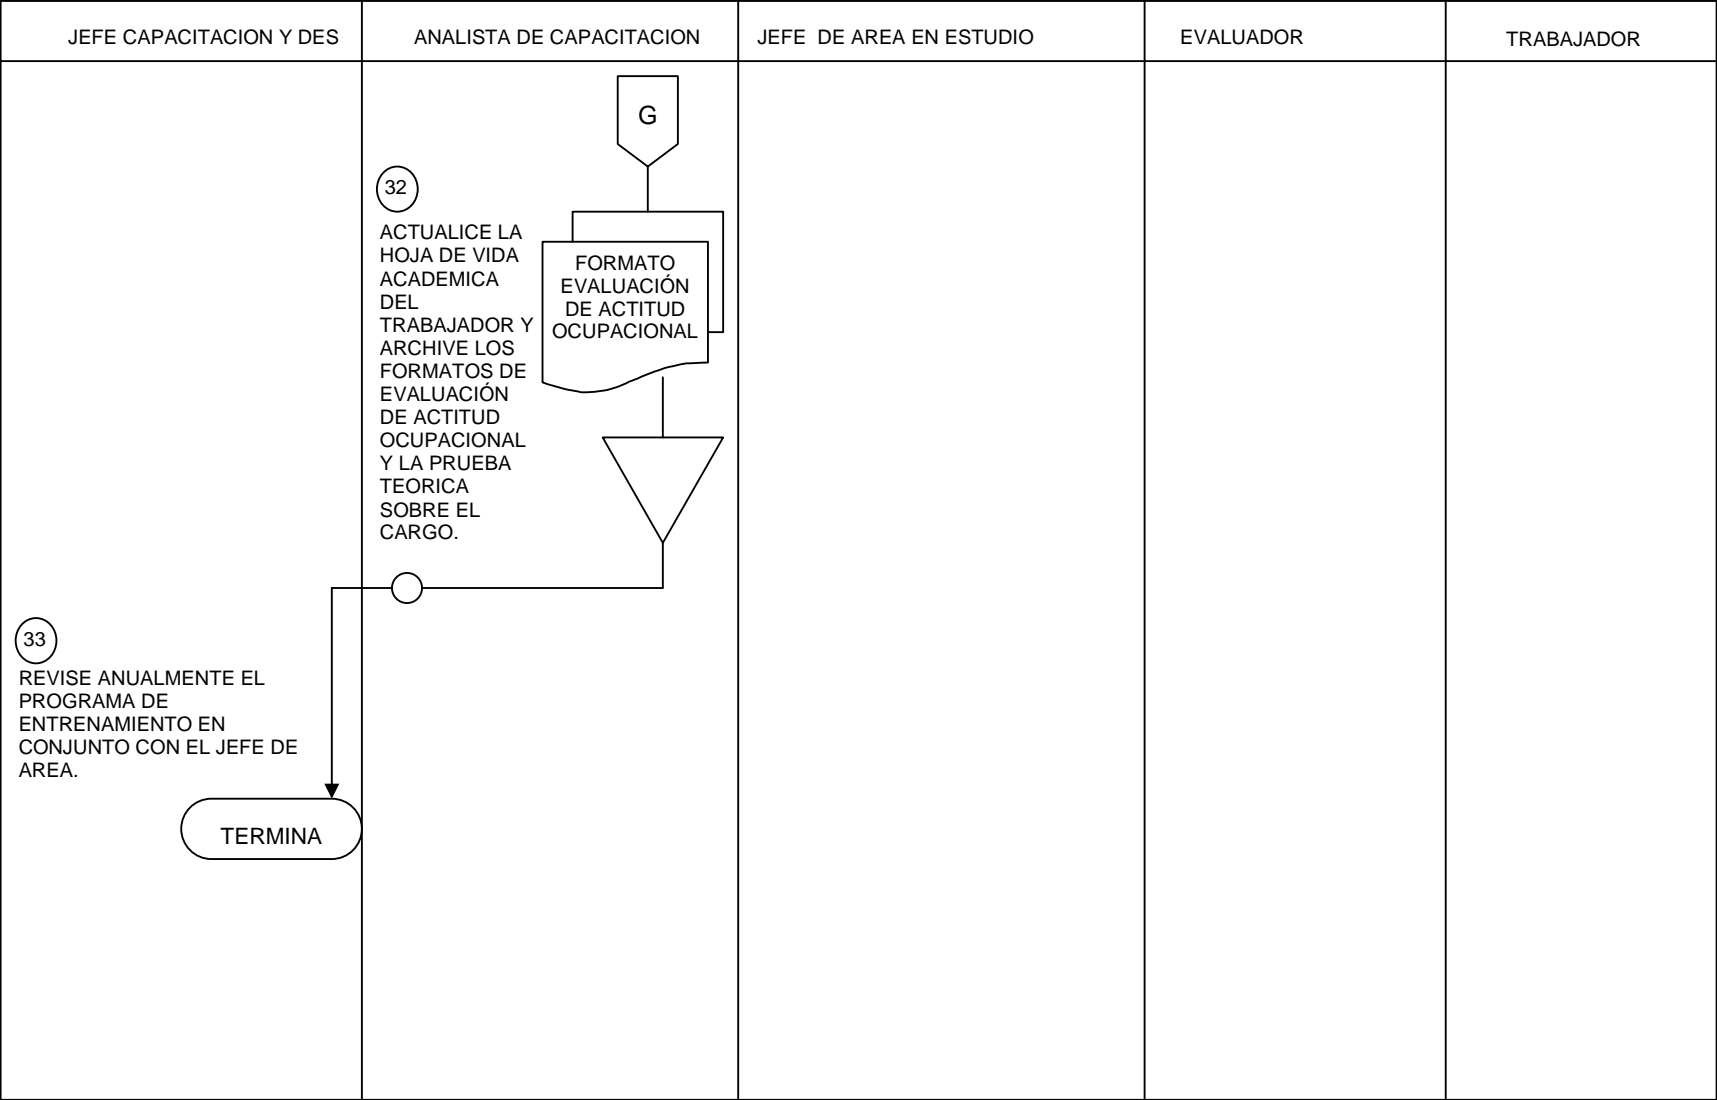 JEFE CAPACITACION Y DES
ANALISTA DE CAPACITACION
JEFE DE AREA EN ESTUDIO
EVALUADOR
TRABAJADOR
G
32
ACTUALICE LA
HOJA DE VIDA
ACADEMICA
DEL
TRABAJADOR Y
ARCHIVE LOS
FORMATOS DE
EVALUACIÓN
DE ACTITUD
OCUPACIONAL
Y LA PRUEBA
TEORICA
SOBRE EL
CARGO.
FORMATO
EVALUACIÓN
DE ACTITUD
OCUPACIONAL
33
REVISE ANUALMENTE EL
PROGRAMA DE
ENTRENAMIENTO EN
CONJUNTO CON EL JEFE DE
AREA.
TERMINA